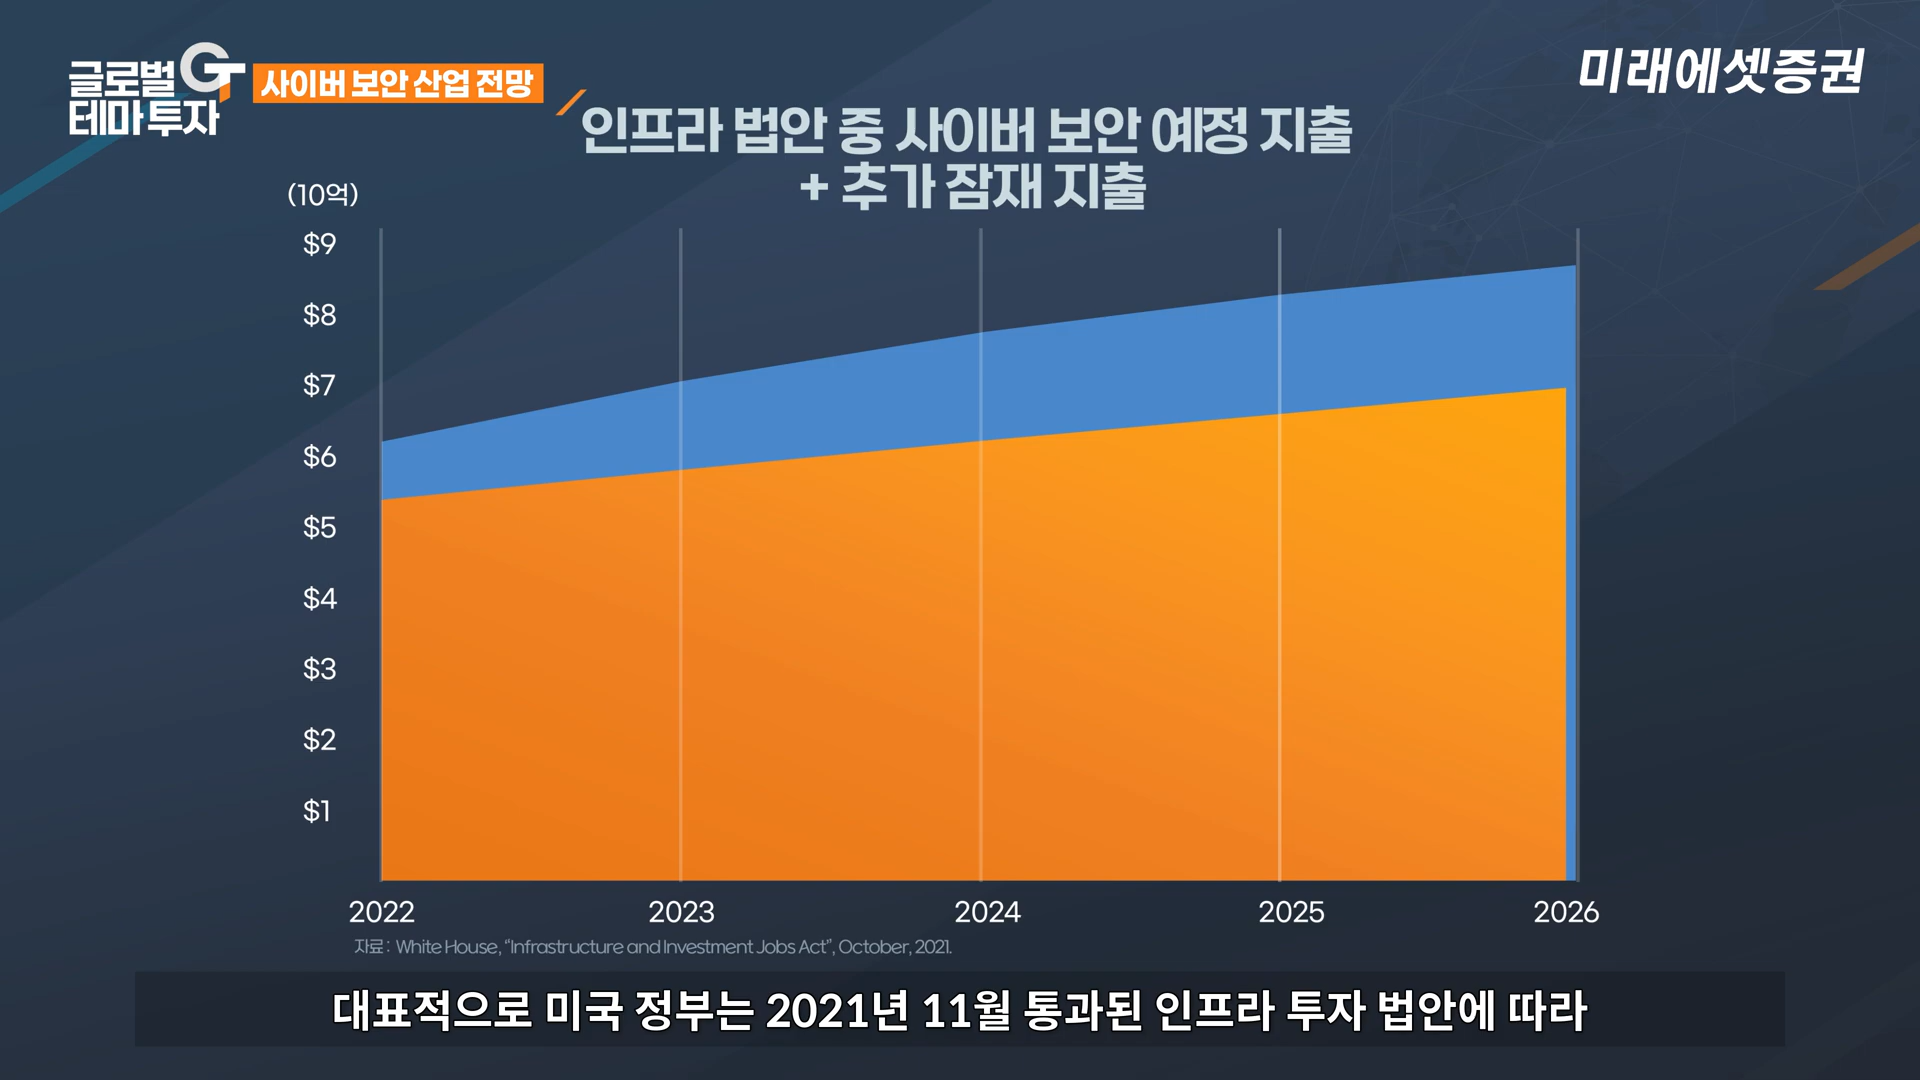 글로벌 GT
테마 투자
사이버 보안 산업 전망
미래에셋증권
인프라 법안 중 사이버 보안 예정 지출
+ 추가 잠재 지출
(10억)
$9
$8
$7
$6
$5
$4
$3
$2
$1
2022 2023 2024 2025 2026
자료 : White House, “Infrastructure and Investment Jobs Act”, October, 2021.
대표적으로 미국 정부는 2021년 11월 통과된 인프라 투자 법안에 따라